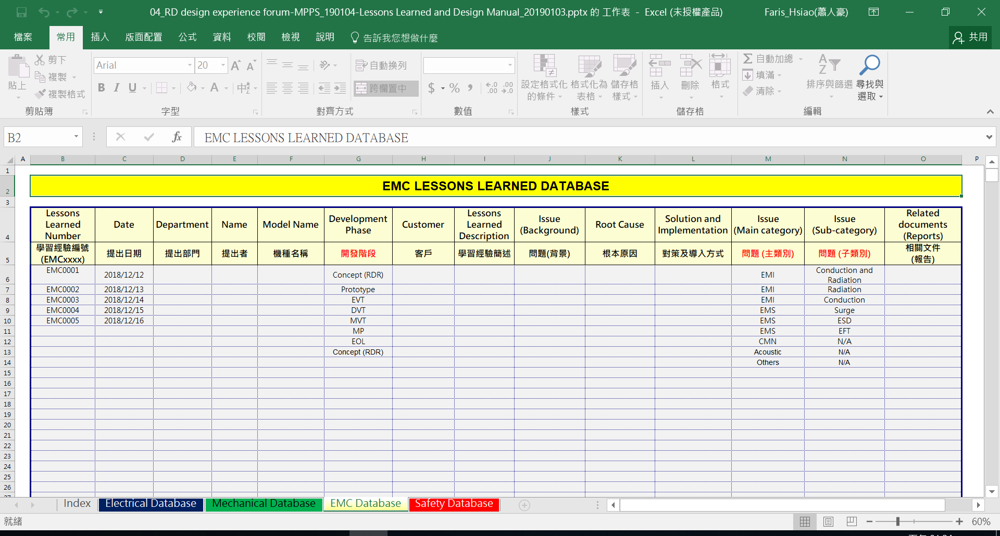 04_RD design experience forum-MPPS_190104-Lessons Learned and Design Manual_20190103.pptx 的 工作表 - Excel (未授權產品)
Faris_Hsiao(蕭人豪)
檔案 常用 插入 版面配置 公式 資料 校閱 檢視 說明 告訴我您想做什麼 共用
貼上 剪下 複製 複製格式 剪貼簿
Arial 20 A A
B I U A 中 字型
自動換列
跨欄置中
對齊方式
$ % , .0 .00 .00 .0
數值
設定格式化的條件 格式化為表格 儲存格樣式
樣式
插入 刪除 格式
儲存格
自動加總
填滿
清除
排序與篩選 尋找與選取
編輯
B2 fx EMC LESSONS LEARNED DATABASE
A B C D E F G H I J K L M N O P
1
2 EMC LESSONS LEARNED DATABASE
3
4 Lessons Learned Number Date Department Name Model Name Development Phase Customer Lessons Learned Description Issue (Background) Root Cause Solution and Implementation Issue (Main category) Issue (Sub-category) Related documents (Reports)
5 學習經驗編號 (EMCxxxx) 提出日期 提出部門 提出者 機種名稱 開發階段 客戶 學習經驗簡述 問題(背景) 根本原因 對策及導入方式 問題 (主類別) 問題 (子類別) 相關文件 (報告)
6 EMC0001 2018/12/12 Concept (RDR) EMI Conduction and Radiation
7 EMC0002 2018/12/13 Prototype EMI Radiation
8 EMC0003 2018/12/14 EVT EMI Conduction
9 EMC0004 2018/12/15 DVT EMS Surge
10 EMC0005 2018/12/16 MVT EMS ESD
11 MP EMS EFT
12 EOL CMN N/A
13 Concept (RDR) Acoustic N/A
14 Others N/A
15
16
17
18
19
20
21
22
23
24
25
26
Index Electrical Database Mechanical Database EMC Database Safety Database
就緒 60%